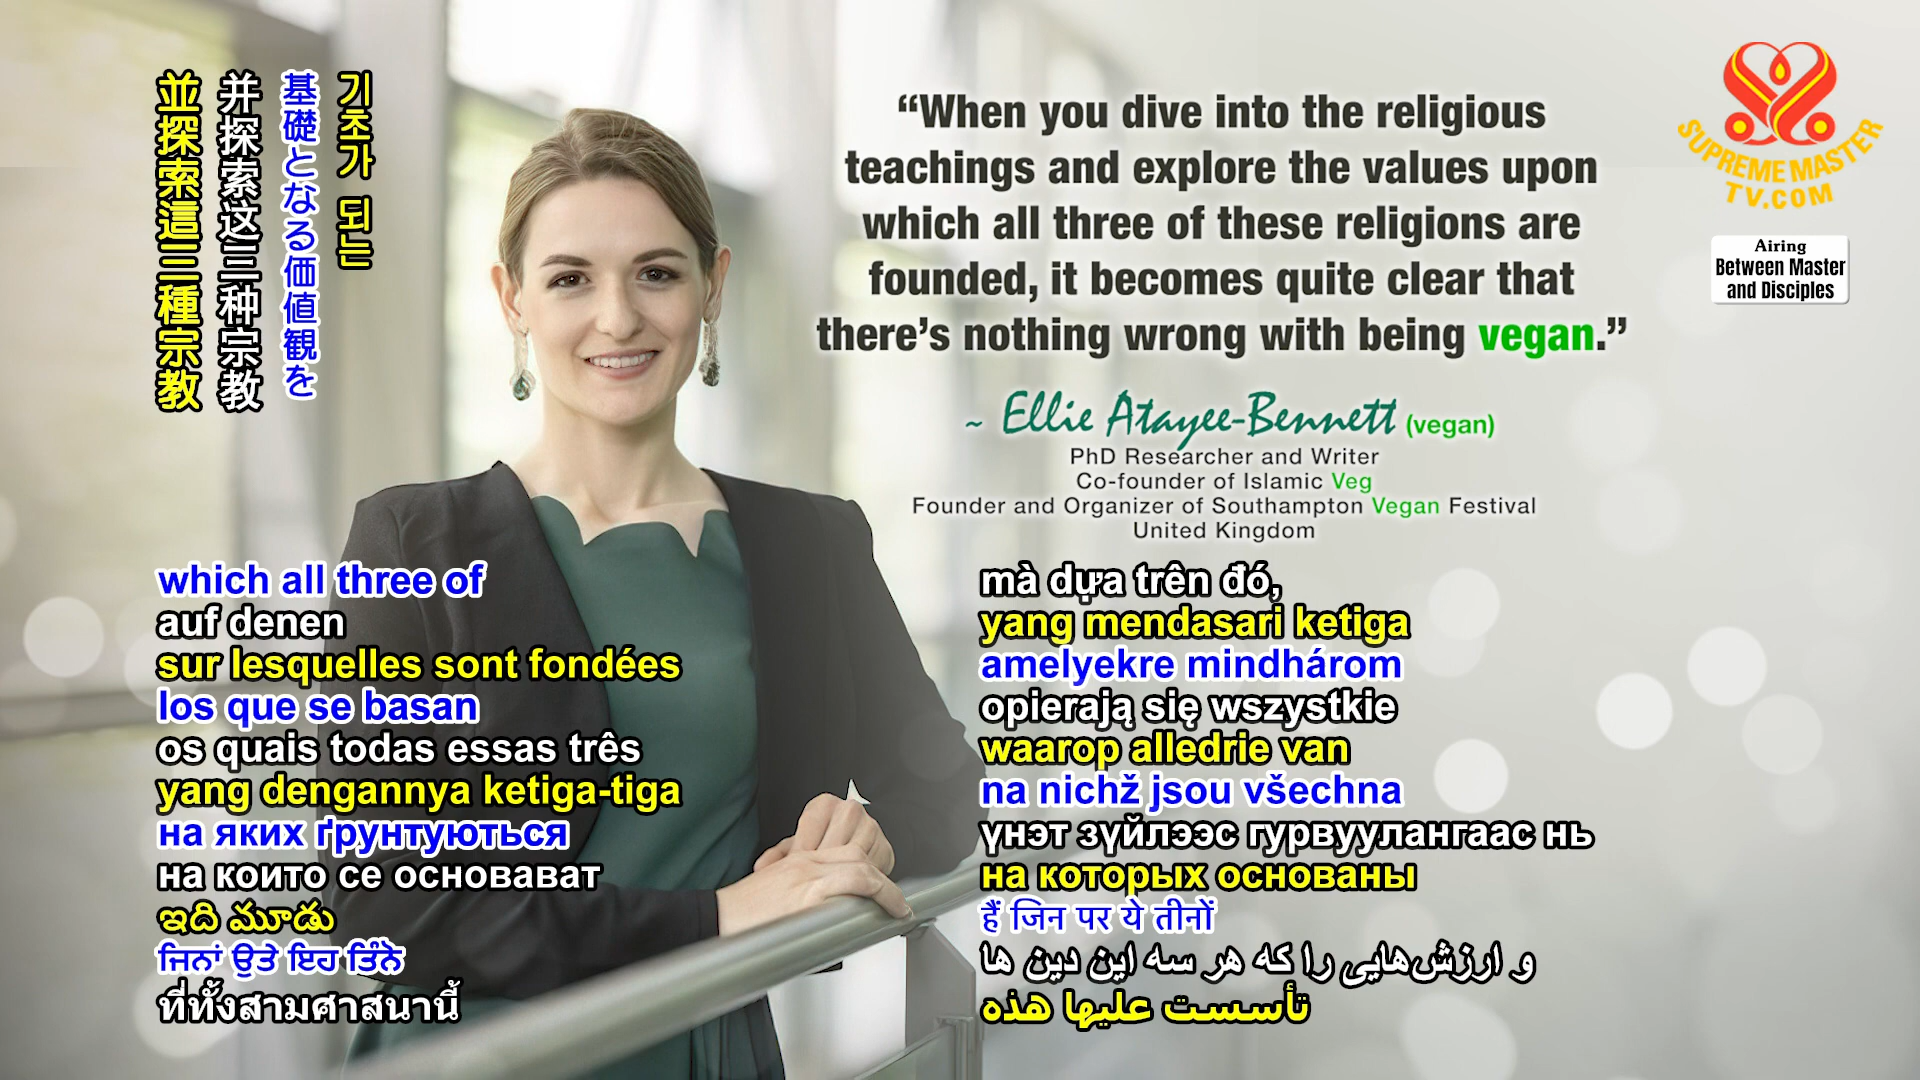 並探索這三種宗教
并探索这三种宗教
基礎となる価値観を
기초가 되는
“When you dive into the religious
teachings and explore the values upon
which all three of these religions are
founded, it becomes quite clear that
there’s nothing wrong with being vegan.”
~ Ellie Atayee-Bennett (vegan)
PhD Researcher and Writer
Co-founder of Islamic Veg
Founder and Organizer of Southampton Vegan Festival
United Kingdom
SUPREME MASTER
TV.COM
Airing
Between Master
and Disciples
which all three of
auf denen
sur lesquelles sont fondées
los que se basan
os quais todas essas três
yang dengannya ketiga-tiga
на яких ґрунтуються
на които се основават
ఇది మూడు
ਜਿਨਾਂ ਉਤੇ ਇਹ ਤਿੰਨੋ
ที่ทั้งสามศาสนานี้
mà dựa trên đó,
yang mendasari ketiga
amelyekre mindhárom
opierają się wszystkie
waarop alledrie van
na nichž jsou všechna
үнэт зүйлээс гурвуулангаас нь
на которых основаны
हैं जिन पर ये तीनों
و ارزش‌هایی را که هر سه این دین ها
تأسست عليها هذه